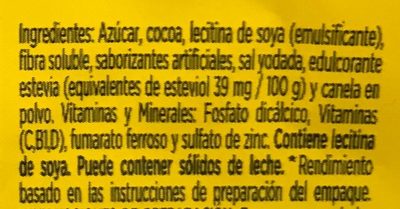 Ingredientes: Azúcar, cocoa, lecitina de soya (emulsificante),
fibra soluble, saborizantes artificiales, sal yodada, edulcorante
estevia (equivalentes de esteviol 39 mg / 100 g) y canela en
polvo. Vitaminas y Minerales: Fosfato dicálcico, Vitaminas
(C,B1,D), fumarato ferroso y sulfato de zinc. Contiene lecitina
de soya. Puede contener sólidos de leche. *Rendimiento
basado en las instrucciones de preparación del empaque.